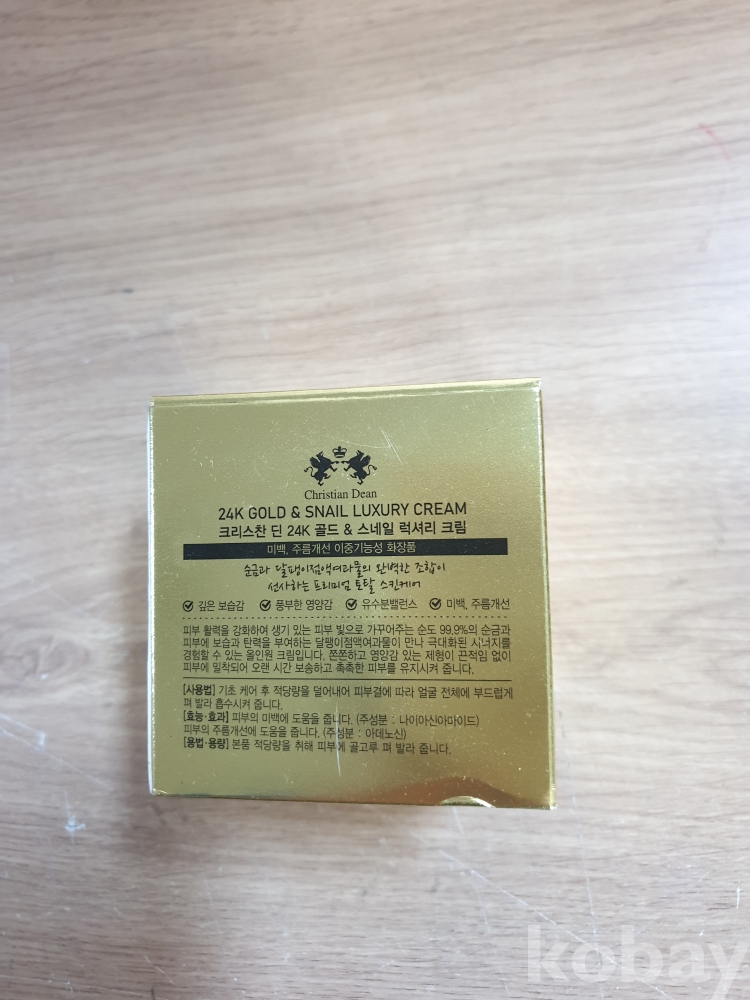 Christian Dean
24K GOLD & SNAIL LUXURY CREAM
크리스찬 딘 24K 골드 & 스네일 럭셔리 크림
미백, 주름개선 이중기능성 화장품
순금과 달팽이점액여과물의 완벽한 조합이
선사하는 프리미엄 토탈 스킨케어
깊은 보습감 풍부한 영양감 유수분밸런스 미백, 주름개선
피부 활력을 강화하여 생기 있는 피부 빛으로 가꾸어주는 순도 99.9%의 순금과
피부에 보습과 탄력을 부여하는 달팽이점액여과물이 만나 극대화된 시너지를
경험할 수 있는 올인원 크림입니다. 쫀쫀하고 영양감 있는 제형이 끈적임 없이
피부에 밀착되어 오랜 시간 보송하고 촉촉한 피부를 유지시켜 줍니다.
[사용법] 기초 케어 후 적당량을 덜어내어 피부결에 따라 얼굴 전체에 부드럽게
펴 발라 흡수시켜 줍니다.
[효능·효과] 피부의 미백에 도움을 줍니다. (주성분 : 나이아신아마이드)
피부의 주름개선에 도움을 줍니다. (주성분 : 아데노신)
[용법·용량] 본품 적당량을 취해 피부에 골고루 펴 발라 줍니다.
kobay